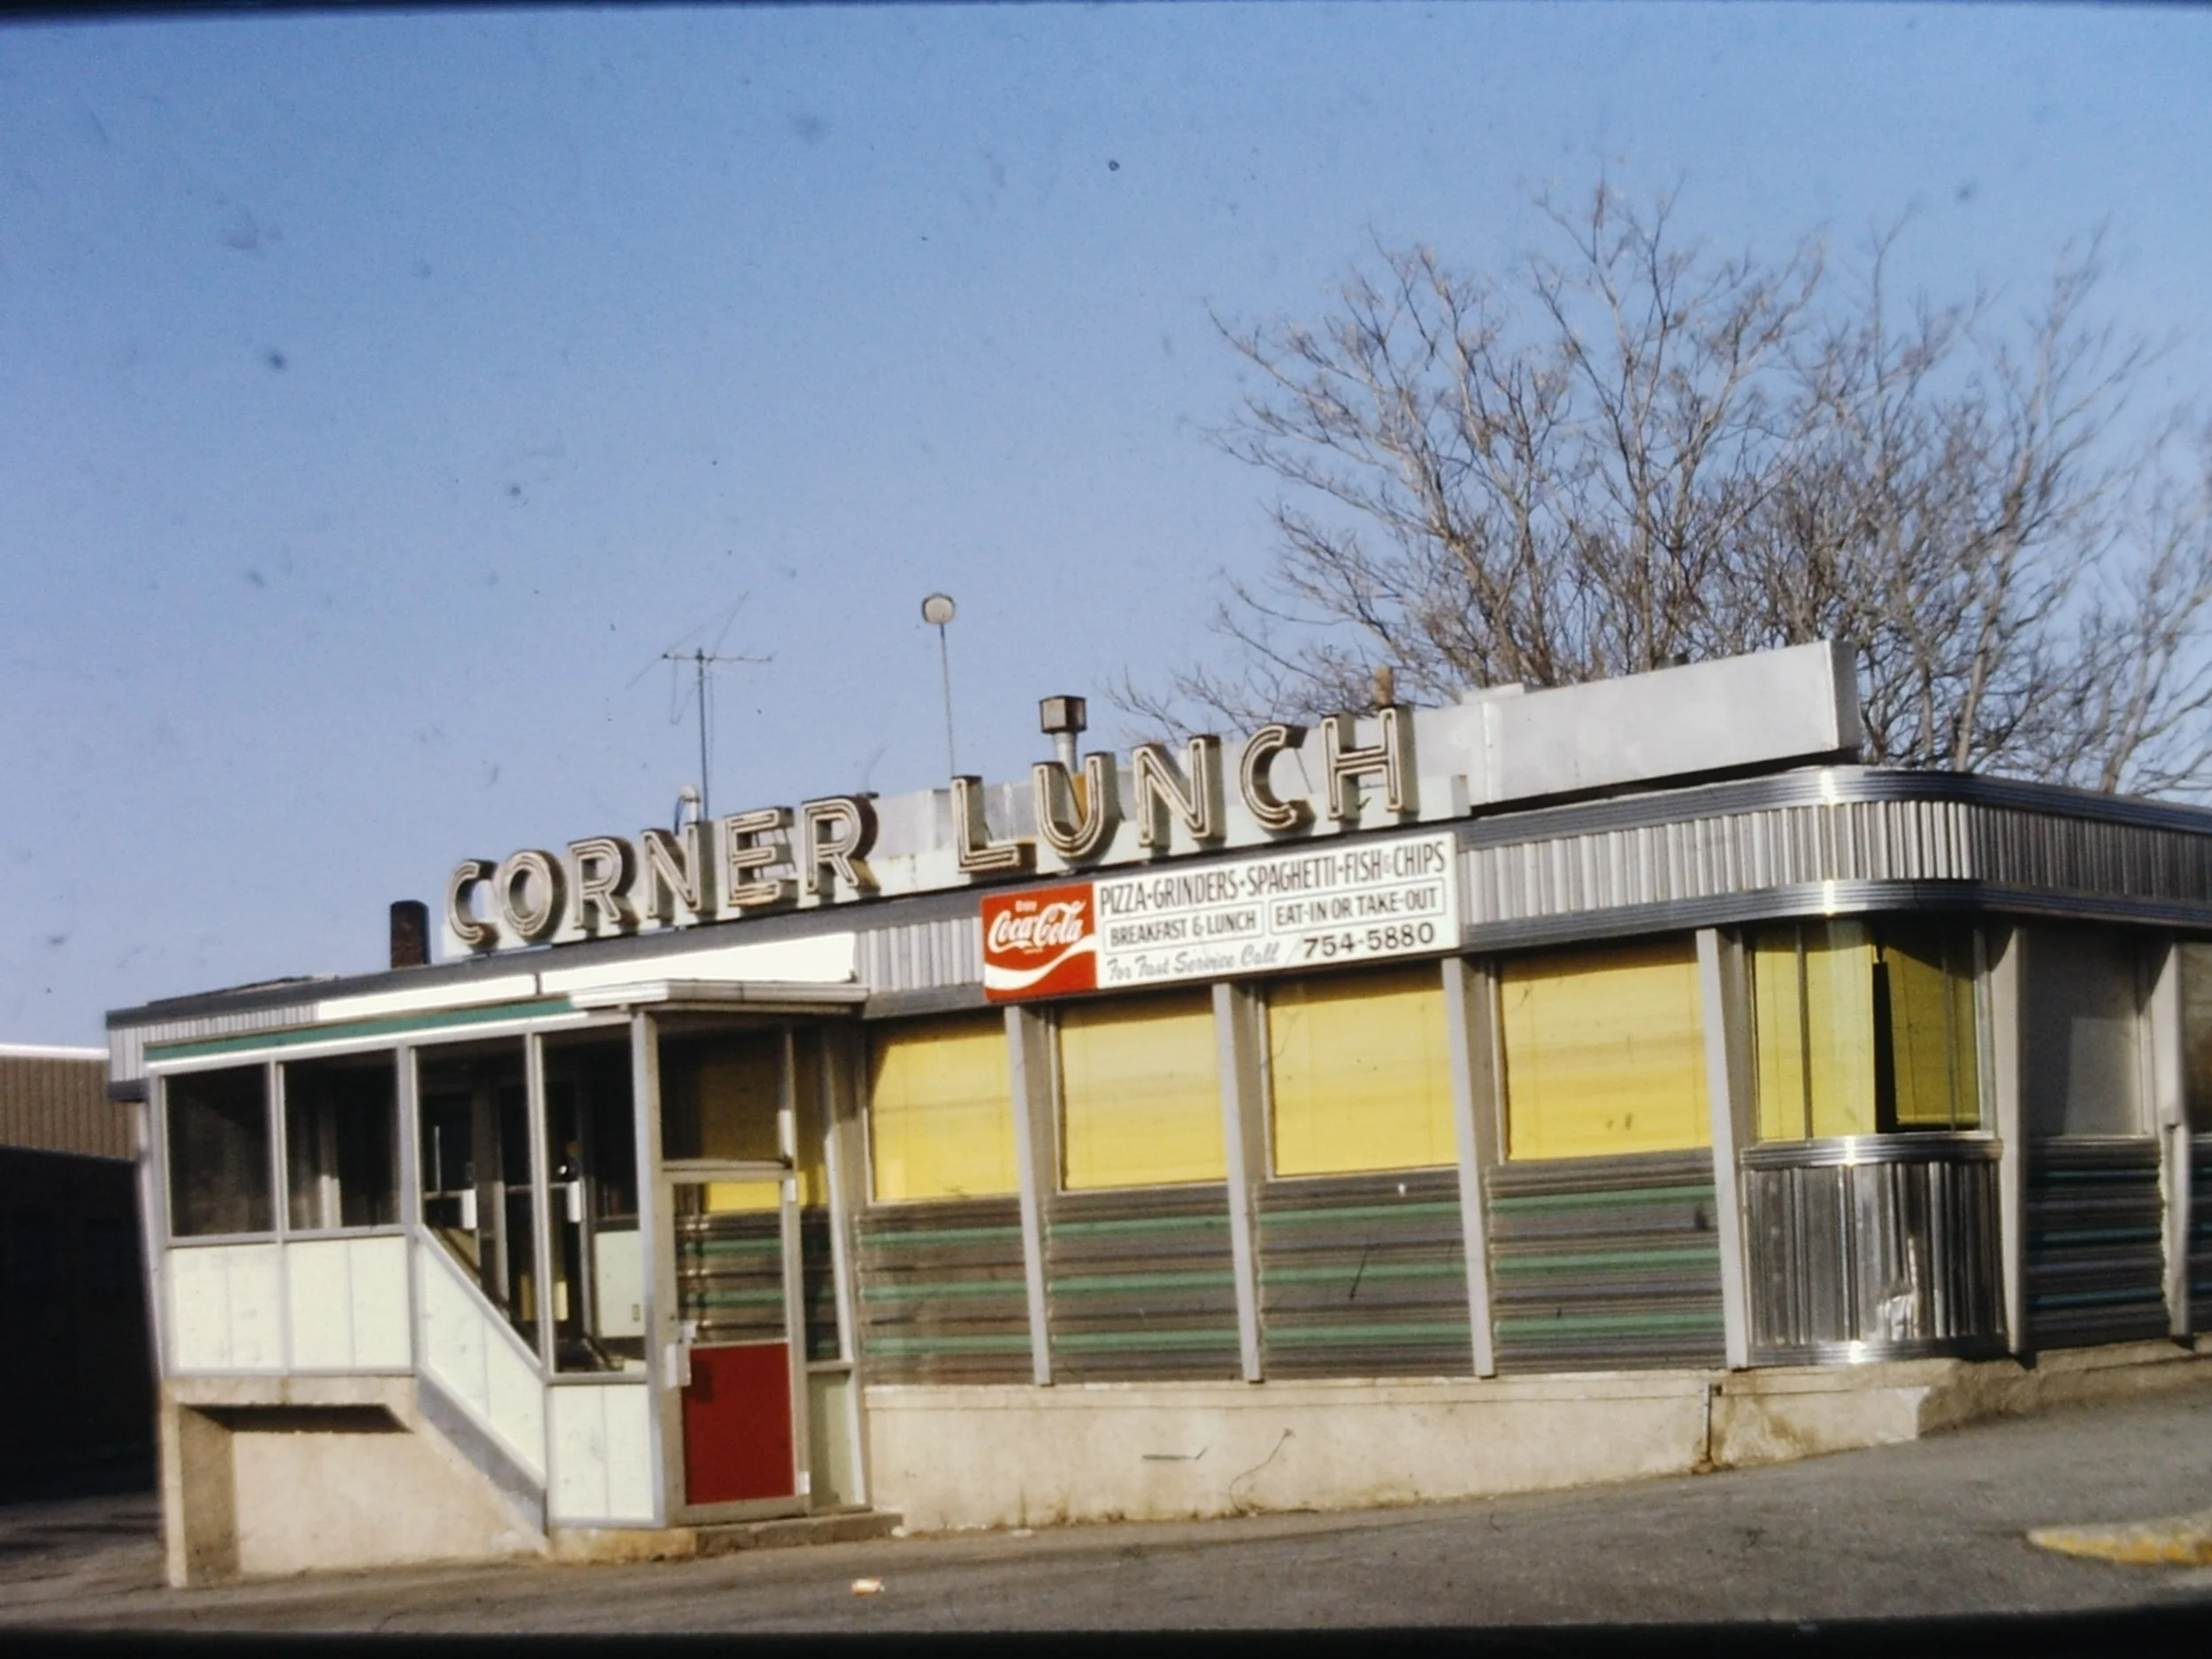 CORNER LUNCH
Enjoy
Coca-Cola
PIZZA•GRINDERS•SPAGHETTI•FISH & CHIPS
BREAKFAST & LUNCH EAT-IN OR TAKE-OUT
For Fast Service Call 754-5880